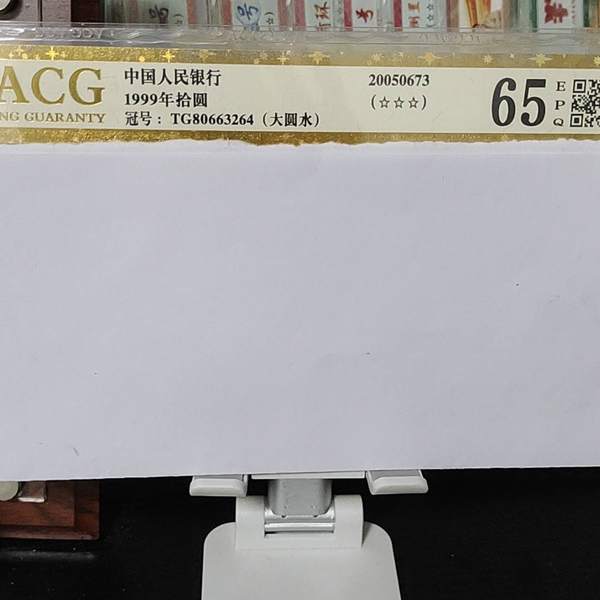 ACG
NG GUARANTY
中国人民银行
1999年拾圆
冠号： TG80663264（大圆水）
20050673
(☆☆☆)
65
EPQ